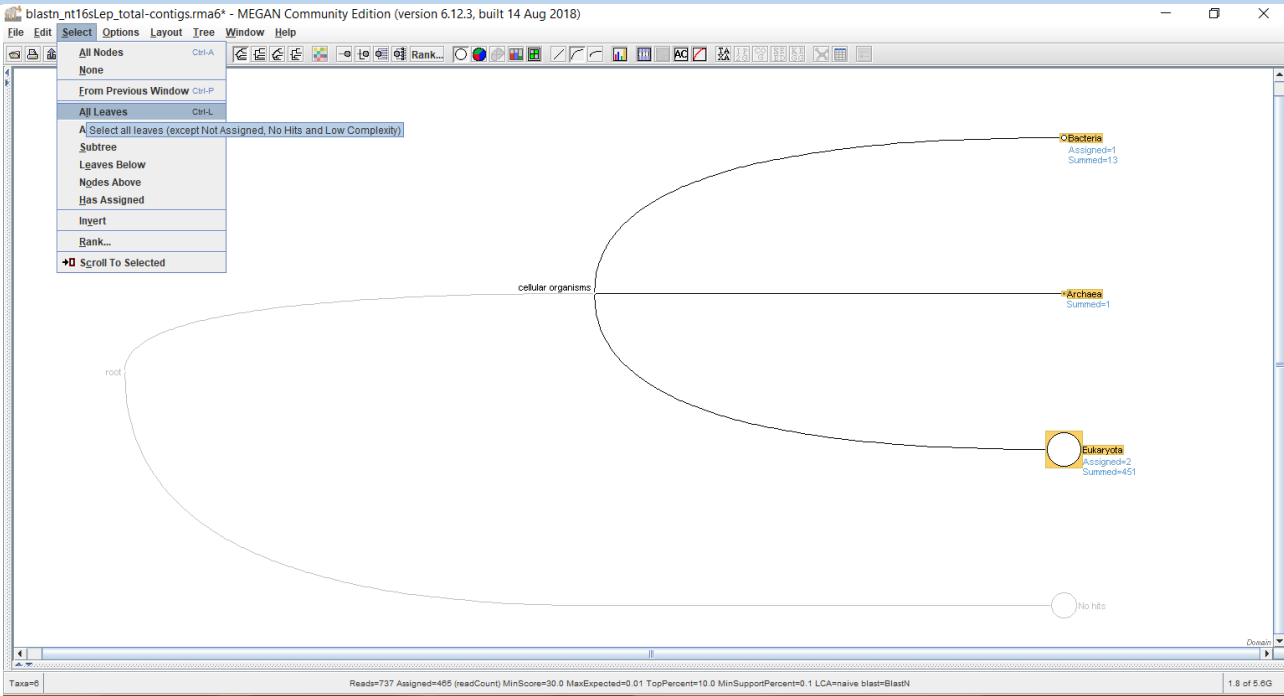 blastn_nt16sLep_total-contigs.rma6* - MEGAN Community Edition (version 6.12.3, built 14 Aug 2018)
File Edit Select Options Layout Tree Window Help
Rank...
AC
All Nodes Ctrl-A
None
From Previous Window Ctrl-P
All Leaves Ctrl-L
A
Select all leaves (except Not Assigned, No Hits and Low Complexity)
Subtree
Leaves Below
Nodes Above
Has Assigned
Invert
Rank...
Scroll To Selected
Bacteria
Assigned=1
Summed=13
cellular organisms
Archaea
Summed=1
root
Eukaryota
Assigned=2
Summed=451
No hits
Domain
Taxa=6 Reads=737 Assigned=465 (readCount) MinScore=30.0 MaxExpected=0.01 TopPercent=10.0 MinSupportPercent=0.1 LCA=naive blast=BlastN 1.8 of 5.6G